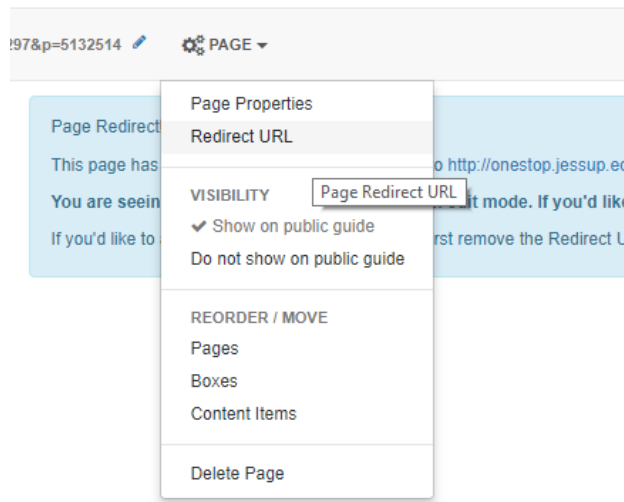 297&p=5132514 PAGE
Page Properties
Redirect URL
Page Redirect
This page has o http://onestop.jessup.ed
VISIBILITY
Page Redirect URL
You are seein it mode. If you'd like
✔ Show on public guide
If you'd like to rst remove the Redirect U
Do not show on public guide
REORDER / MOVE
Pages
Boxes
Content Items
Delete Page